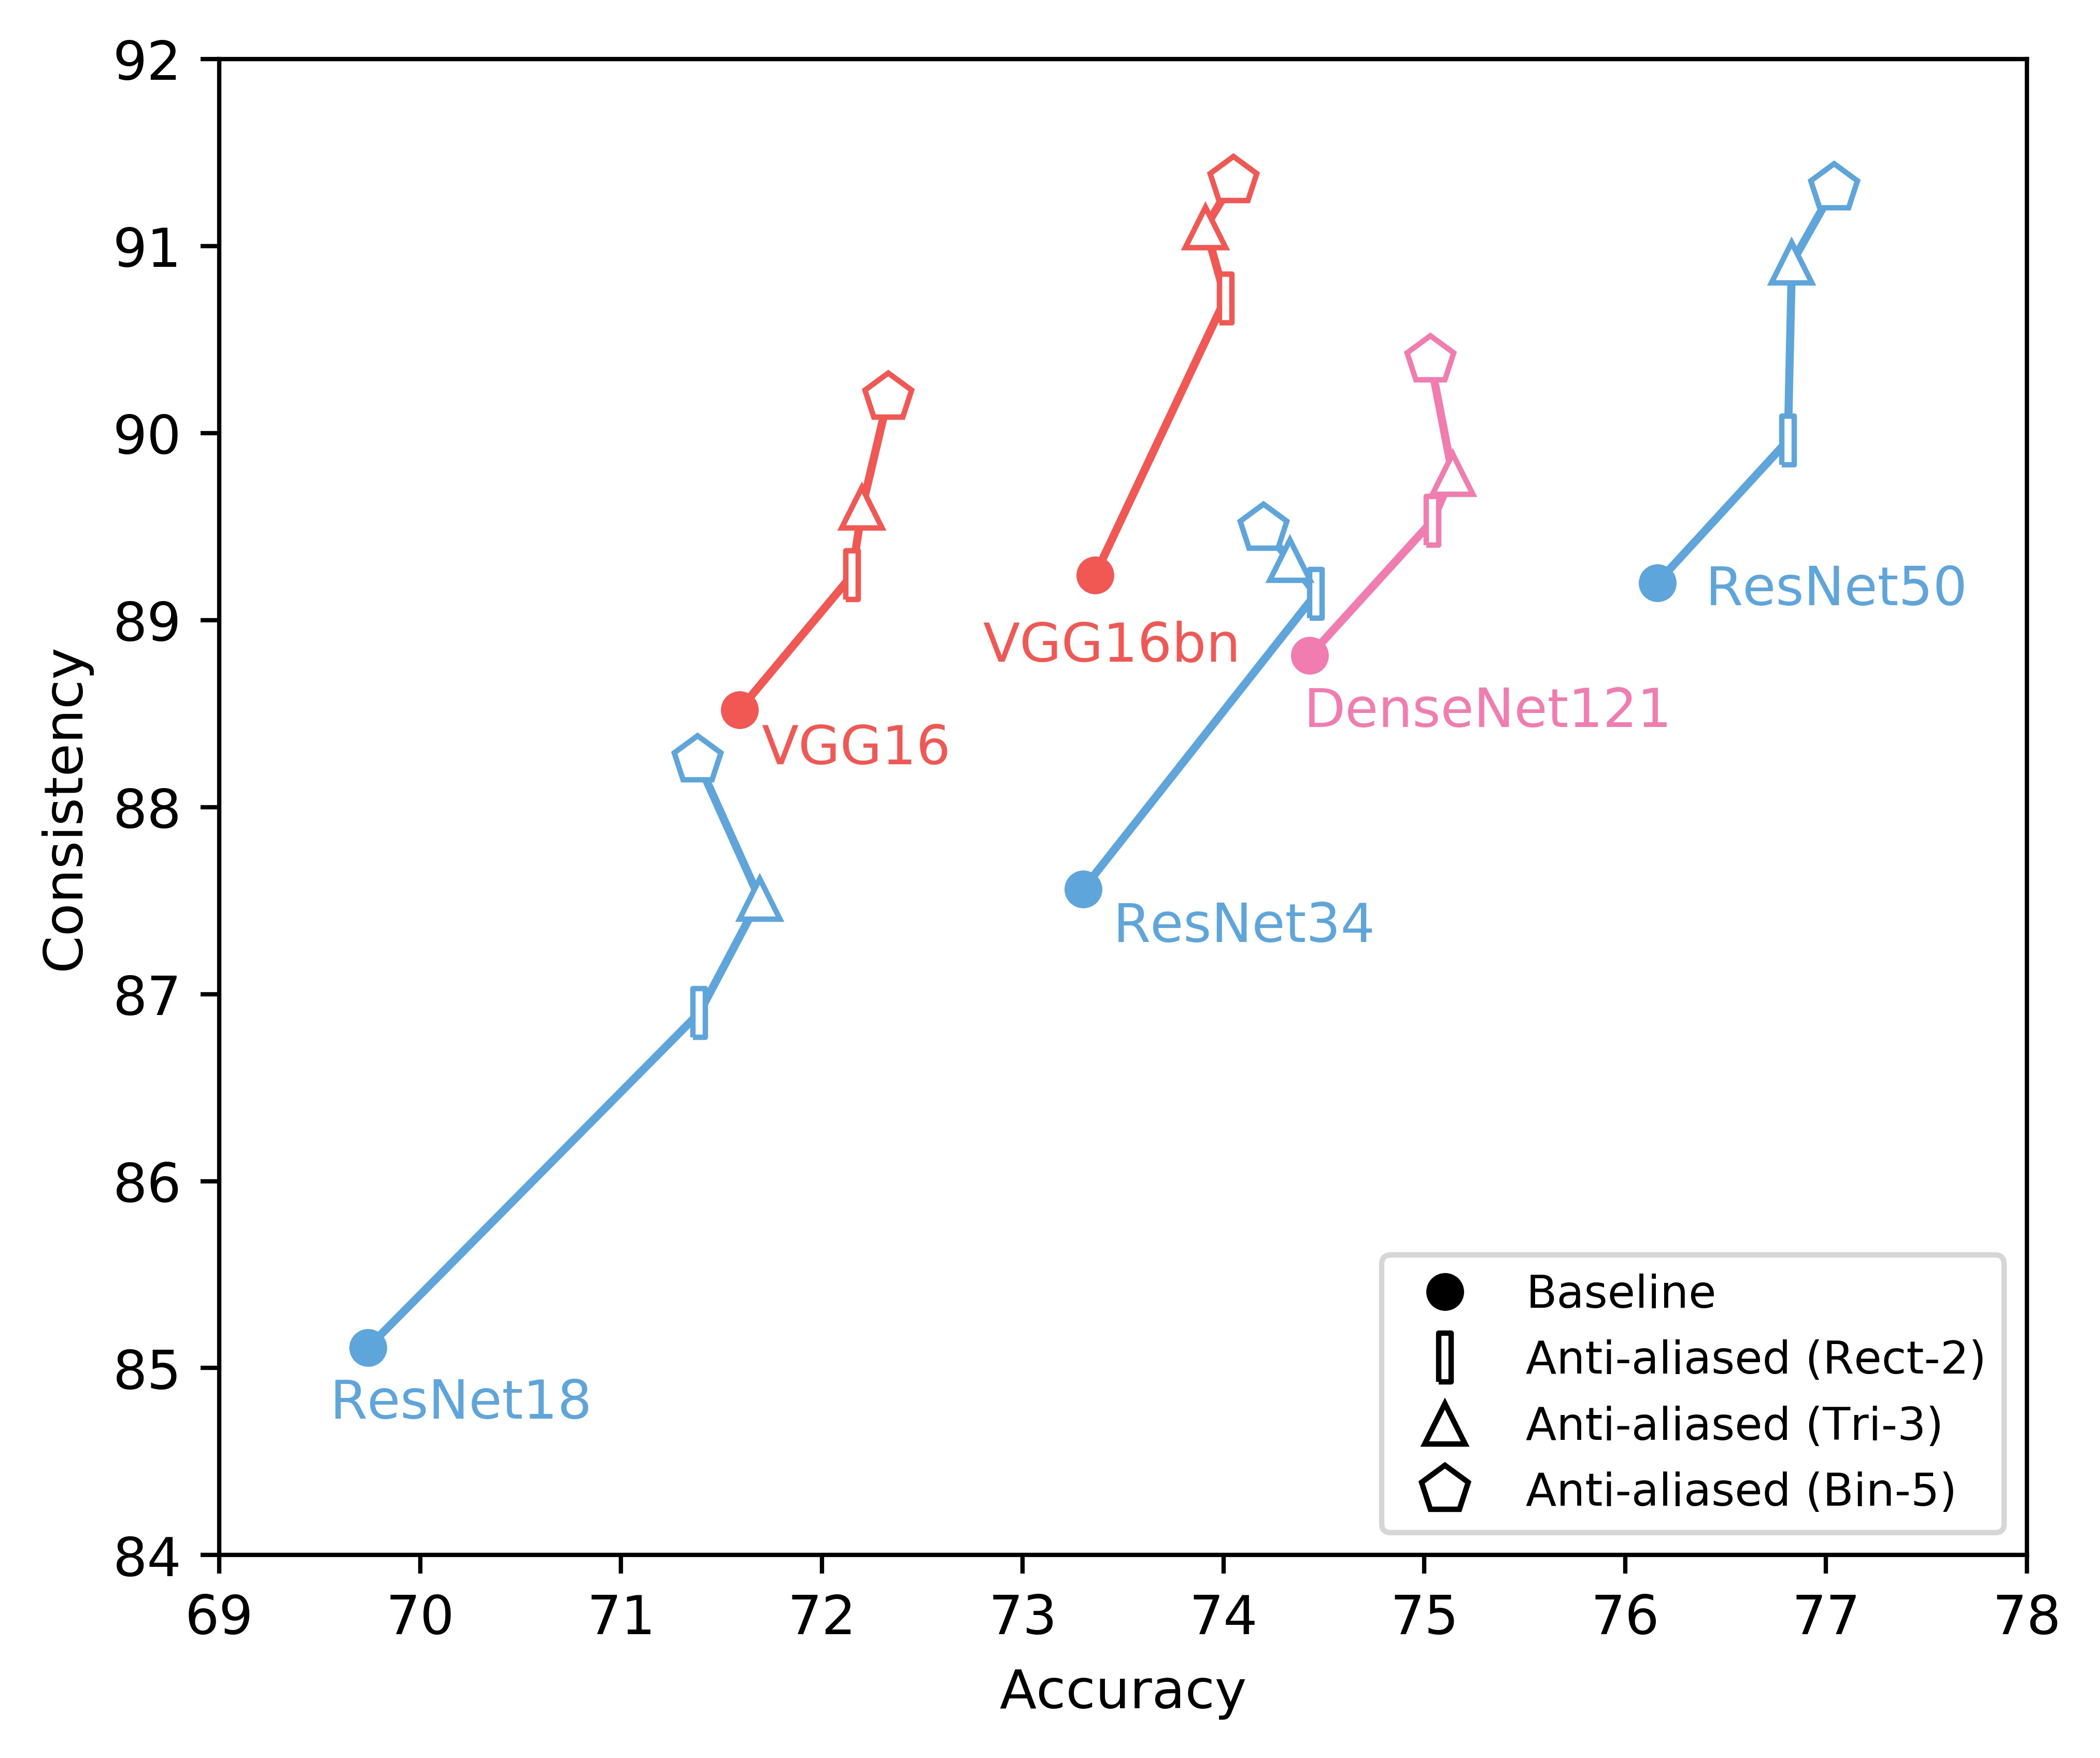 92
91
90
89
88
87
86
85
84
Consistency
VGG16bn
VGG16
ResNet50
DenseNet121
ResNet34
ResNet18
Baseline
Anti-aliased (Rect-2)
Anti-aliased (Tri-3)
Anti-aliased (Bin-5)
69 70 71 72 73 74 75 76 77 78
Accuracy